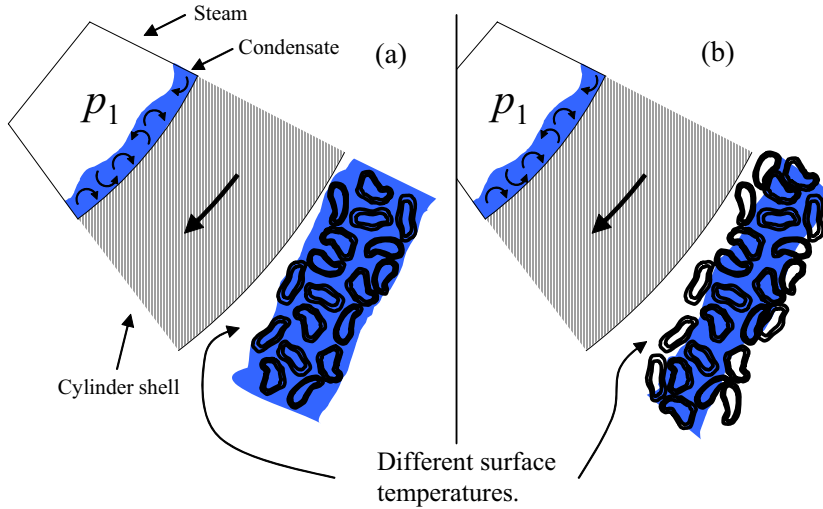 Steam
Condensate
(a)
(b)
p1
p1
Cylinder shell
Different surface
temperatures.